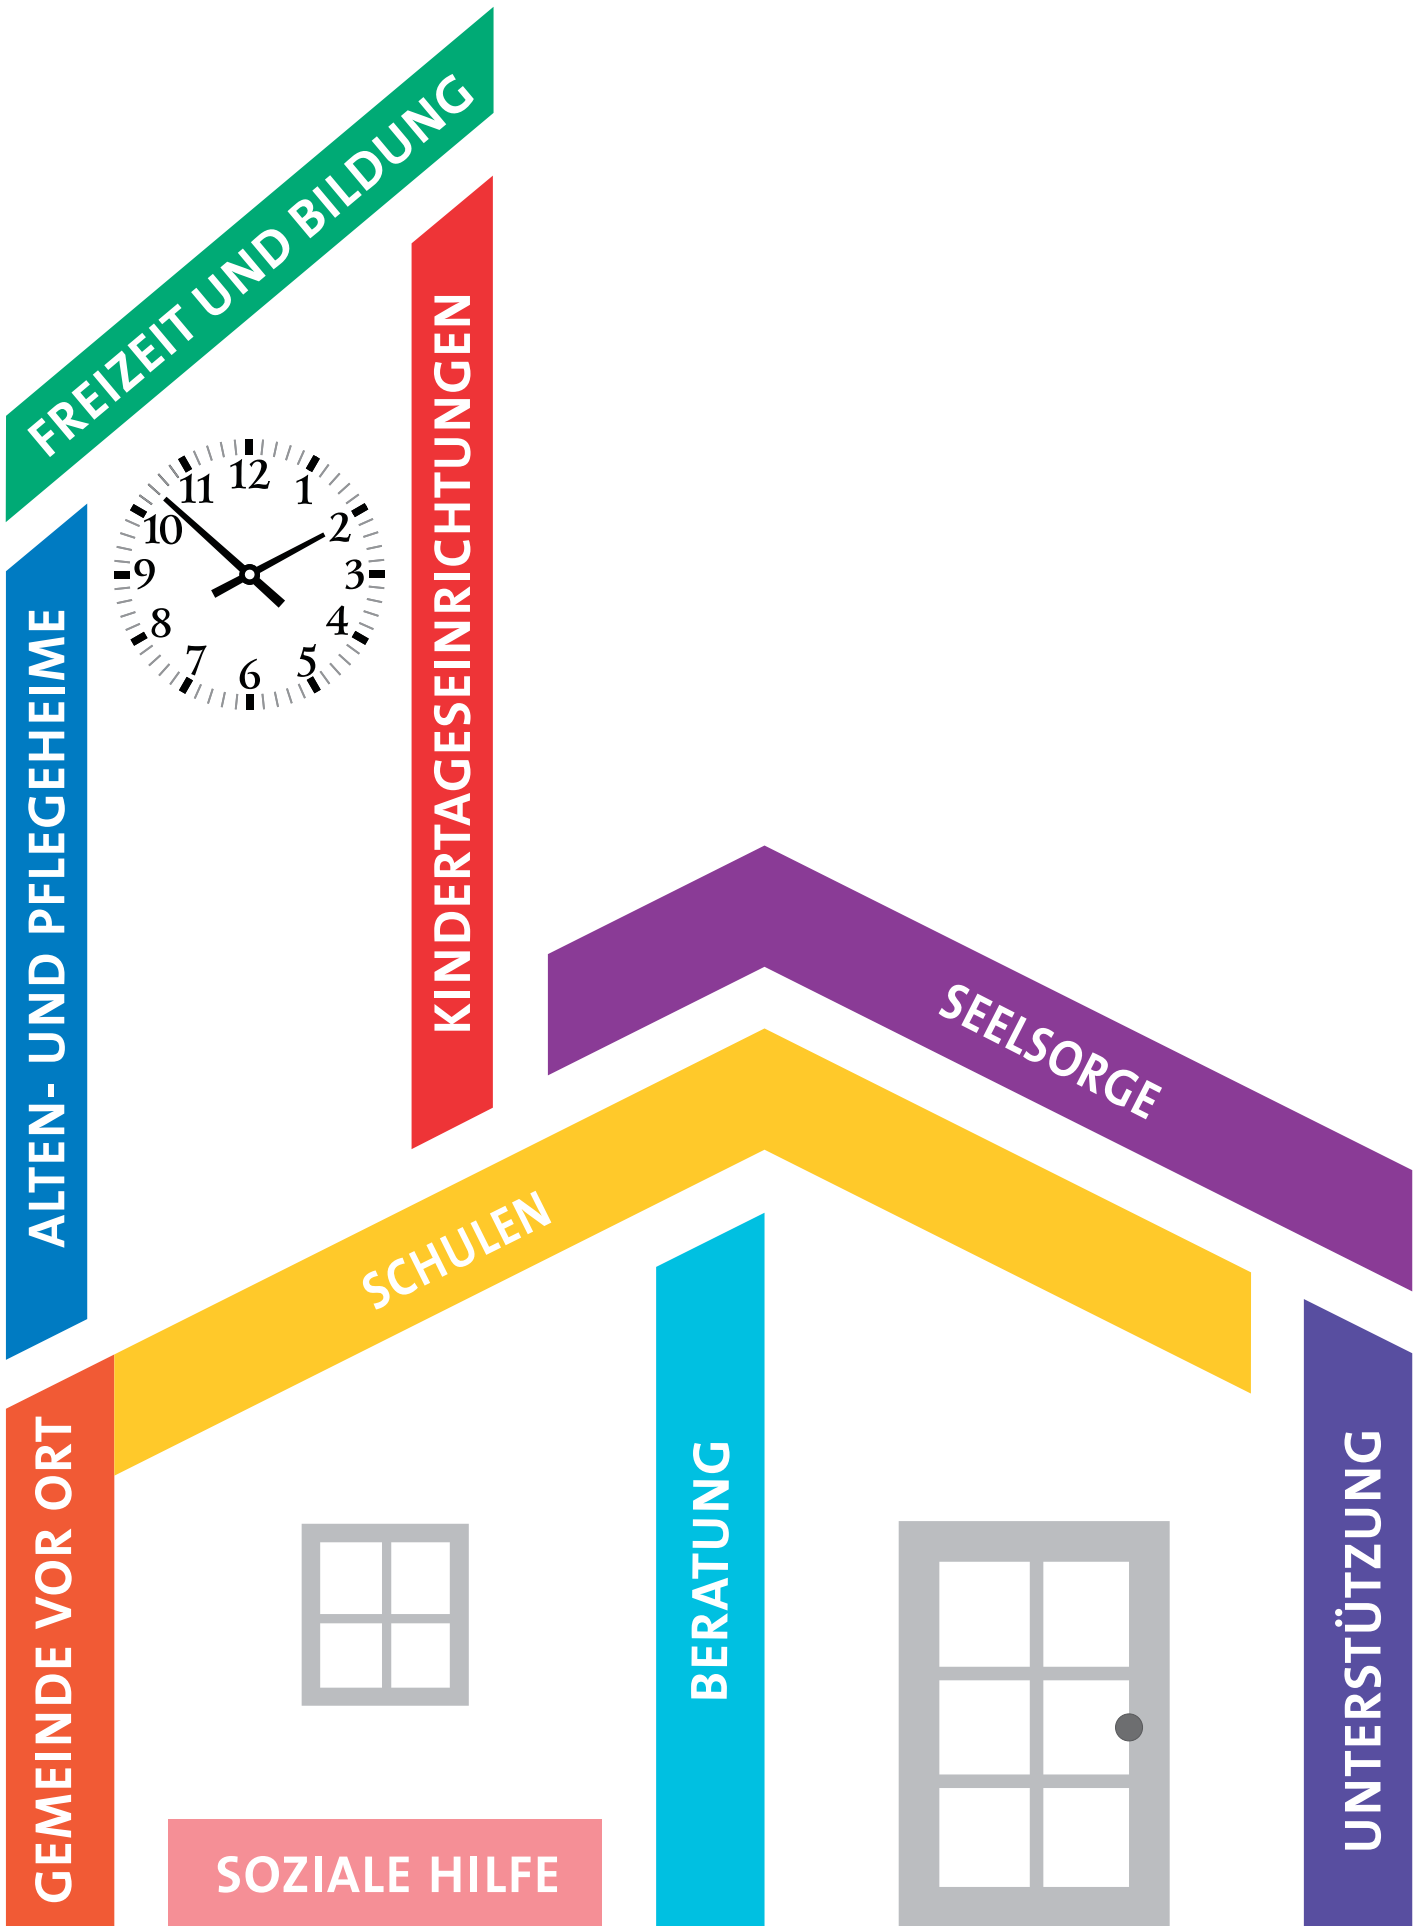 FREIZEIT UND BILDUNG
KINDERTAGESEINRICHTUNGEN
12
1
2
3
4
5
6
7
8
9
10
11
ALTEN- UND PFLEGEHEIME
SEELSORGE
SCHULEN
GEMEINDE VOR ORT
BERATUNG
UNTERSTÜTZUNG
SOZIALE HILFE